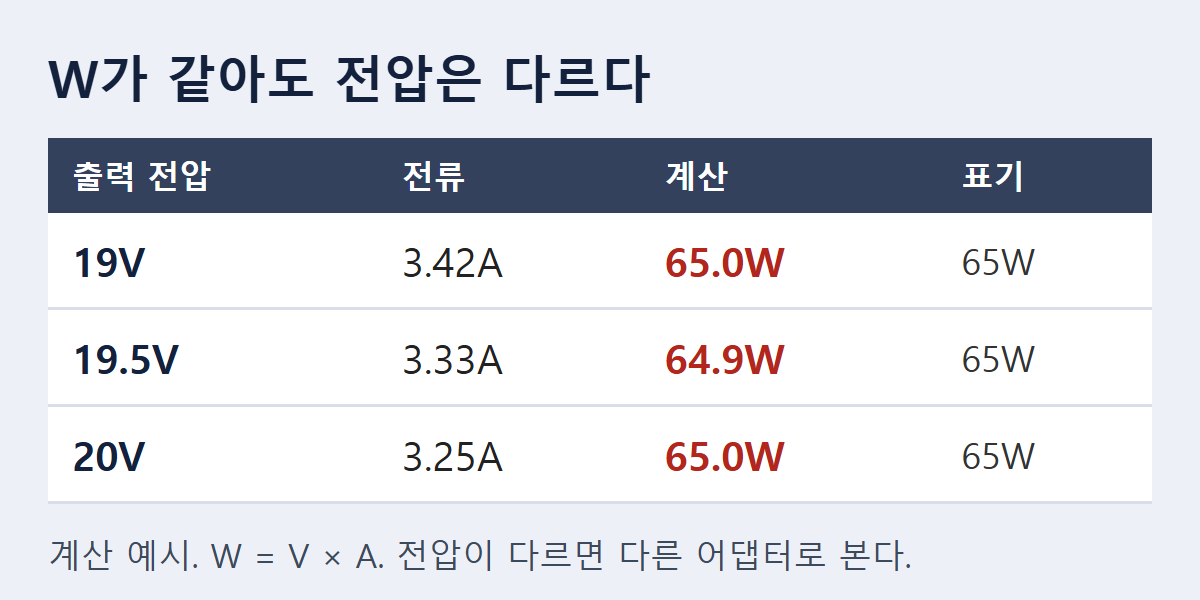 W가 같아도 전압은 다르다
출력 전압 전류 계산 표기
19V 3.42A 65.0W 65W
19.5V 3.33A 64.9W 65W
20V 3.25A 65.0W 65W
계산 예시. W = V × A. 전압이 다르면 다른 어댑터로 본다.